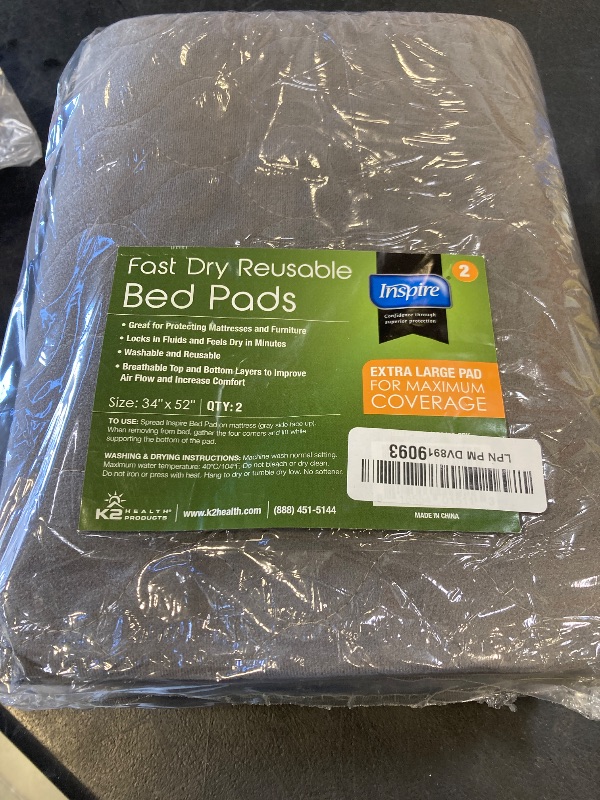 Fast Dry Reusable
Bed Pads
• Great for Protecting Mattresses and Furniture
• Locks in Fluids and Feels Dry in Minutes
• Washable and Reusable
• Breathable Top and Bottom Layers to Improve
Air Flow and Increase Comfort
Size: 34" x 52" | QTY: 2
TO USE: Spread Inspire Bed Pad on mattress (gray side face up).
When removing from bed, gather the four corners and lift while
supporting the bottom of the pad.
WASHING & DRYING INSTRUCTIONS: Machine wash normal setting.
Maximum water temperature: 40°C/104°f. Do not bleach or dry clean.
Do not iron or press with heat. Hang to dry or tumble dry low. No softener.
K2 HEALTH PRODUCTS | www.k2health.com | (888) 451-5144
2
Inspire
Confidence through
superior protection
EXTRA LARGE PAD
FOR MAXIMUM
COVERAGE
LPN PM DV8919093
MADE IN CHINA